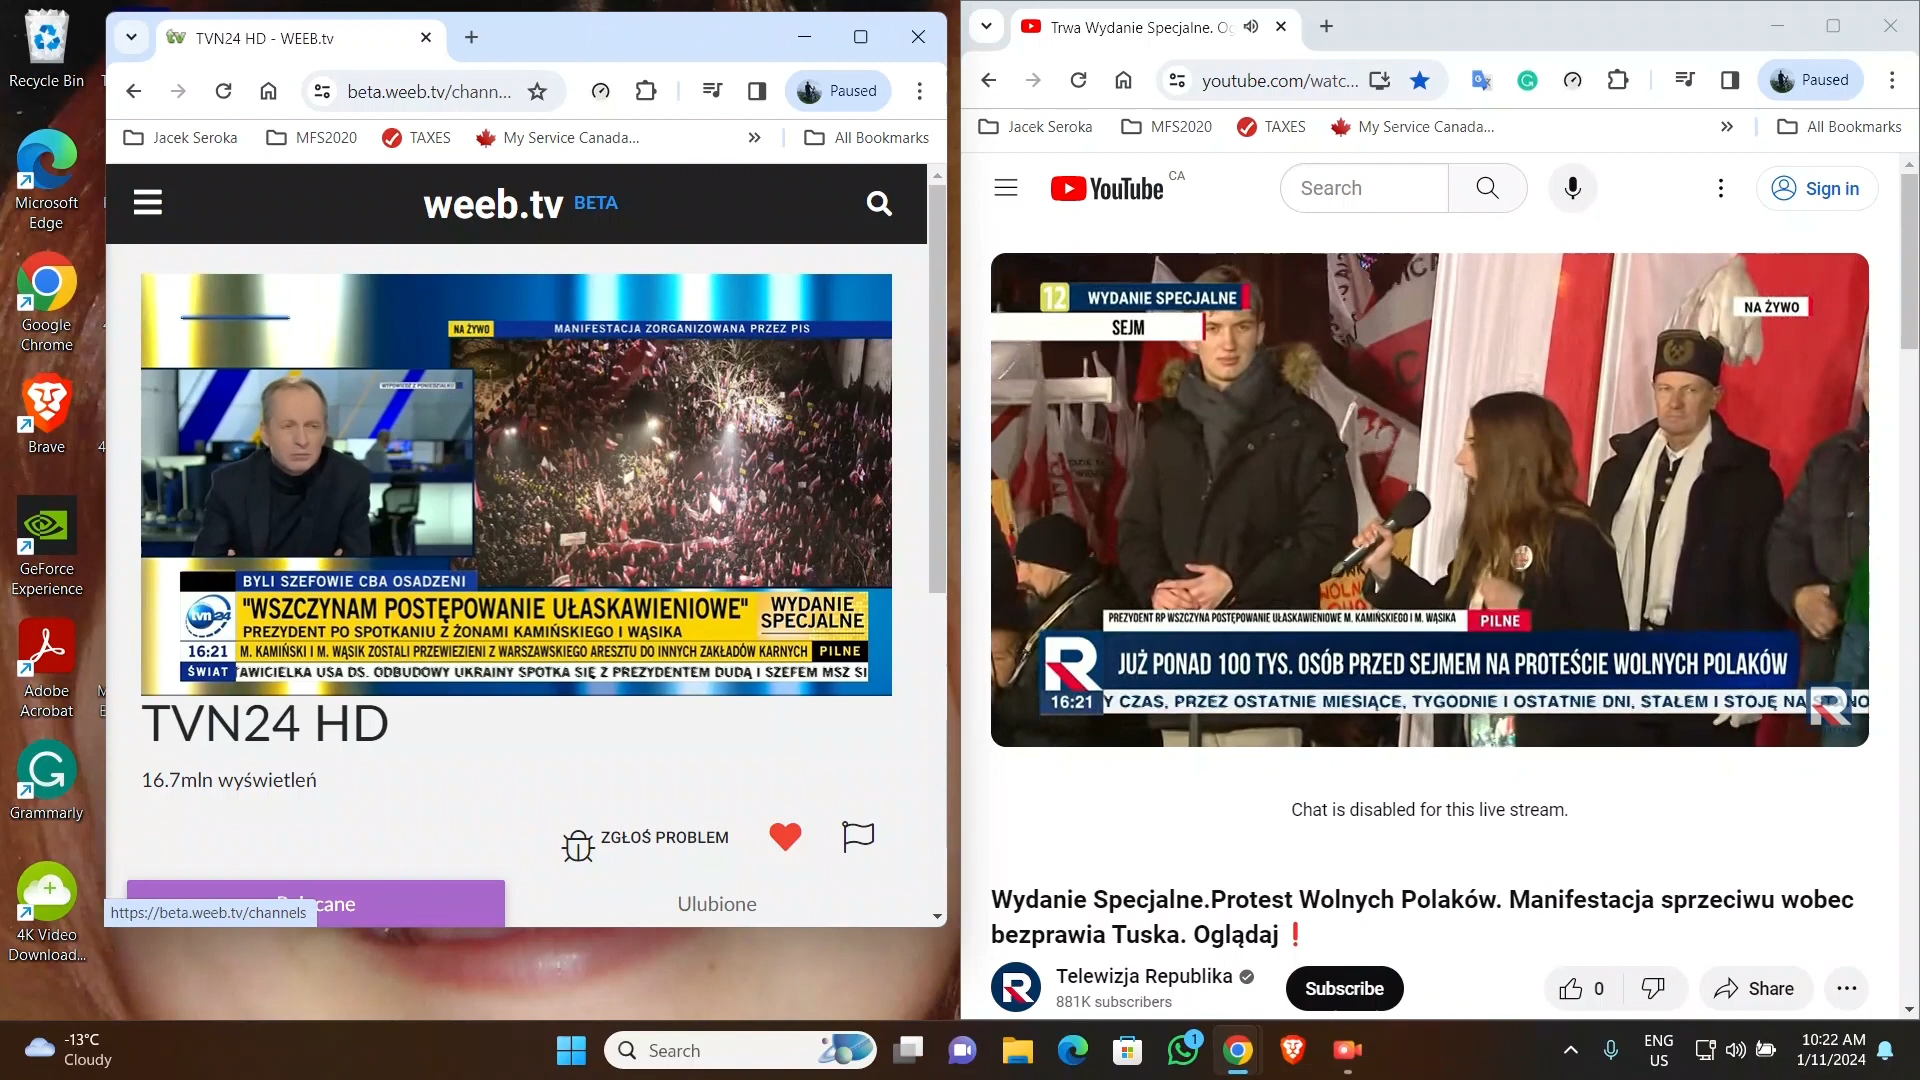 Recycle Bin
Microsoft
Edge
Google
Chrome
Brave
GeForce
Experience
Adobe
Acrobat
Grammarly
4K Video
Download...
TVN24 HD - WEEB.tv
beta.weeb.tv/chann...
Paused
Jacek Seroka
MFS2020
TAXES
My Service Canada...
All Bookmarks
weeb.tv BETA
NA ŻYWO
MANIFESTACJA ZORGANIZOWANA PRZEZ PIS
WYPOWIEDŹ Z PONIEDZIAŁKU
BYLI SZEFOWIE CBA OSADZENI
tvn24
"WSZCZYNAM POSTĘPOWANIE UŁASKAWIENIOWE"
PREZYDENT PO SPOTKANIU Z ŻONAMI KAMIŃSKIEGO I WĄSIKA
WYDANIE
SPECJALNE
16:21
M. KAMIŃSKI I M. WĄSIK ZOSTALI PRZEWIEZIENI Z WARSZAWSKIEGO ARESZTU DO INNYCH ZAKŁADÓW KARNYCH
PILNE
ŚWIAT
AWICIELKA USA DS. ODBUDOWY UKRAINY SPOTKA SIĘ Z PREZYDENTEM DUDĄ I SZEFEM MSZ SI
TVN24 HD
16.7mln wyświetleń
ZGŁOŚ PROBLEM
Ulubione
https://beta.weeb.tv/channels
Trwa Wydanie Specjalne. Og
youtube.com/watc...
Paused
Jacek Seroka
MFS2020
TAXES
My Service Canada...
All Bookmarks
YouTube CA
Search
Sign in
12
WYDANIE SPECJALNE
SEJM
NA ŻYWO
PREZYDENT RP WSZCZYNA POSTĘPOWANIE UŁASKAWIENIOWE M. KAMIŃSKIEGO I M. WĄSIKA
PILNE
R
JUŻ PONAD 100 TYS. OSÓB PRZED SEJMEM NA PROTEŚCIE WOLNYCH POLAKÓW
16:21
Y CZAS, PRZEZ OSTATNIE MIESIĄCE, TYGODNIE I OSTATNIE DNI, STAŁEM I STOJĘ NA
Chat is disabled for this live stream.
Wydanie Specjalne.Protest Wolnych Polaków. Manifestacja sprzeciwu wobec
bezprawia Tuska. Oglądaj❗
Telewizja Republika
881K subscribers
Subscribe
0
Share
-13°C
Cloudy
Search
1
ENG
US
10:22 AM
1/11/2024